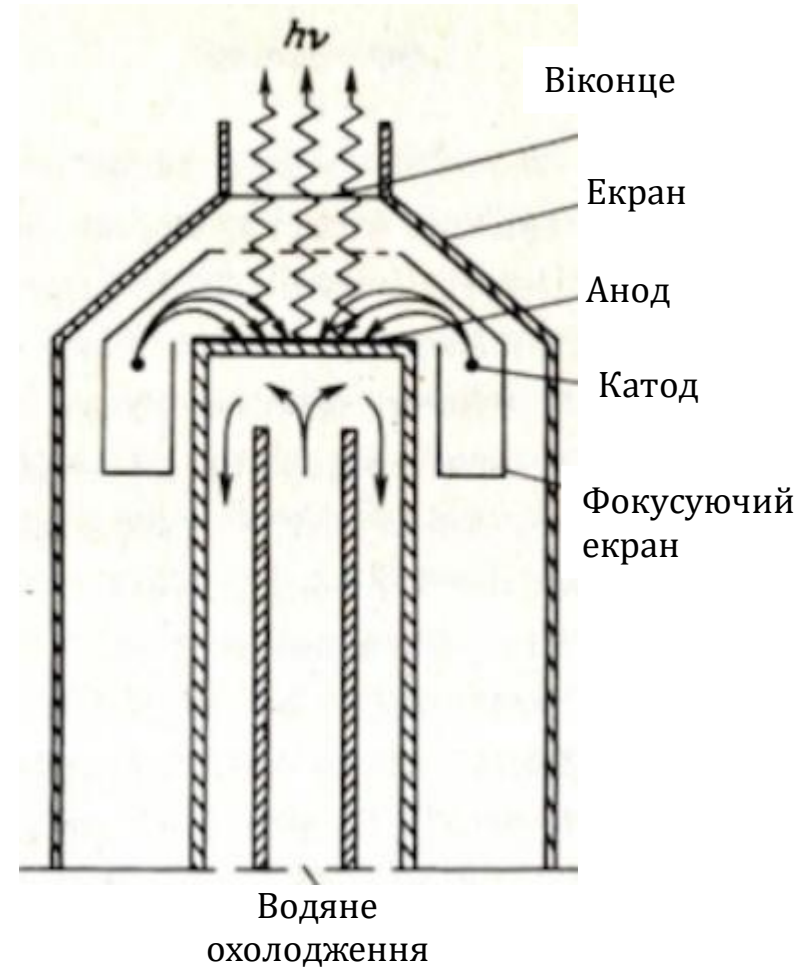 hν
Віконце
Екран
Анод
Катод
Фокусуючий
екран
Водяне
охолодження